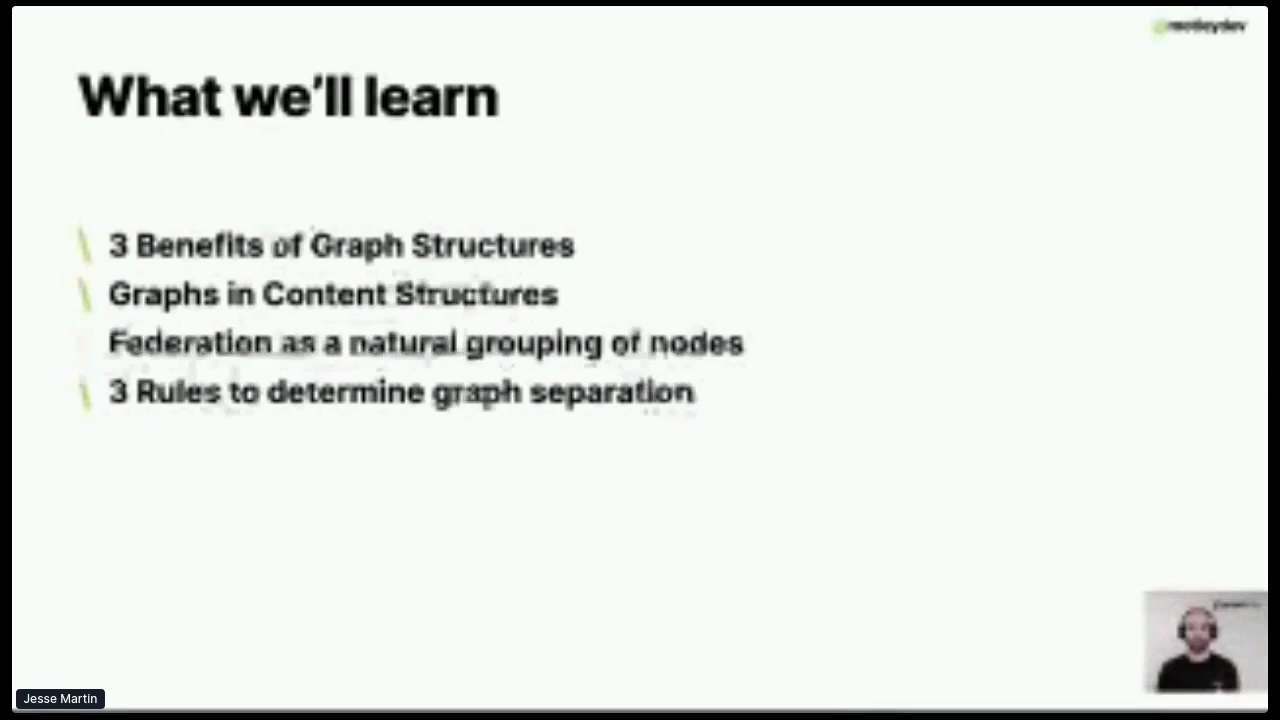 @motleydev
What we'll learn
\ 3 Benefits of Graph Structures
\ Graphs in Content Structures
Federation as a natural grouping of nodes
\ 3 Rules to determine graph separation
Jesse Martin